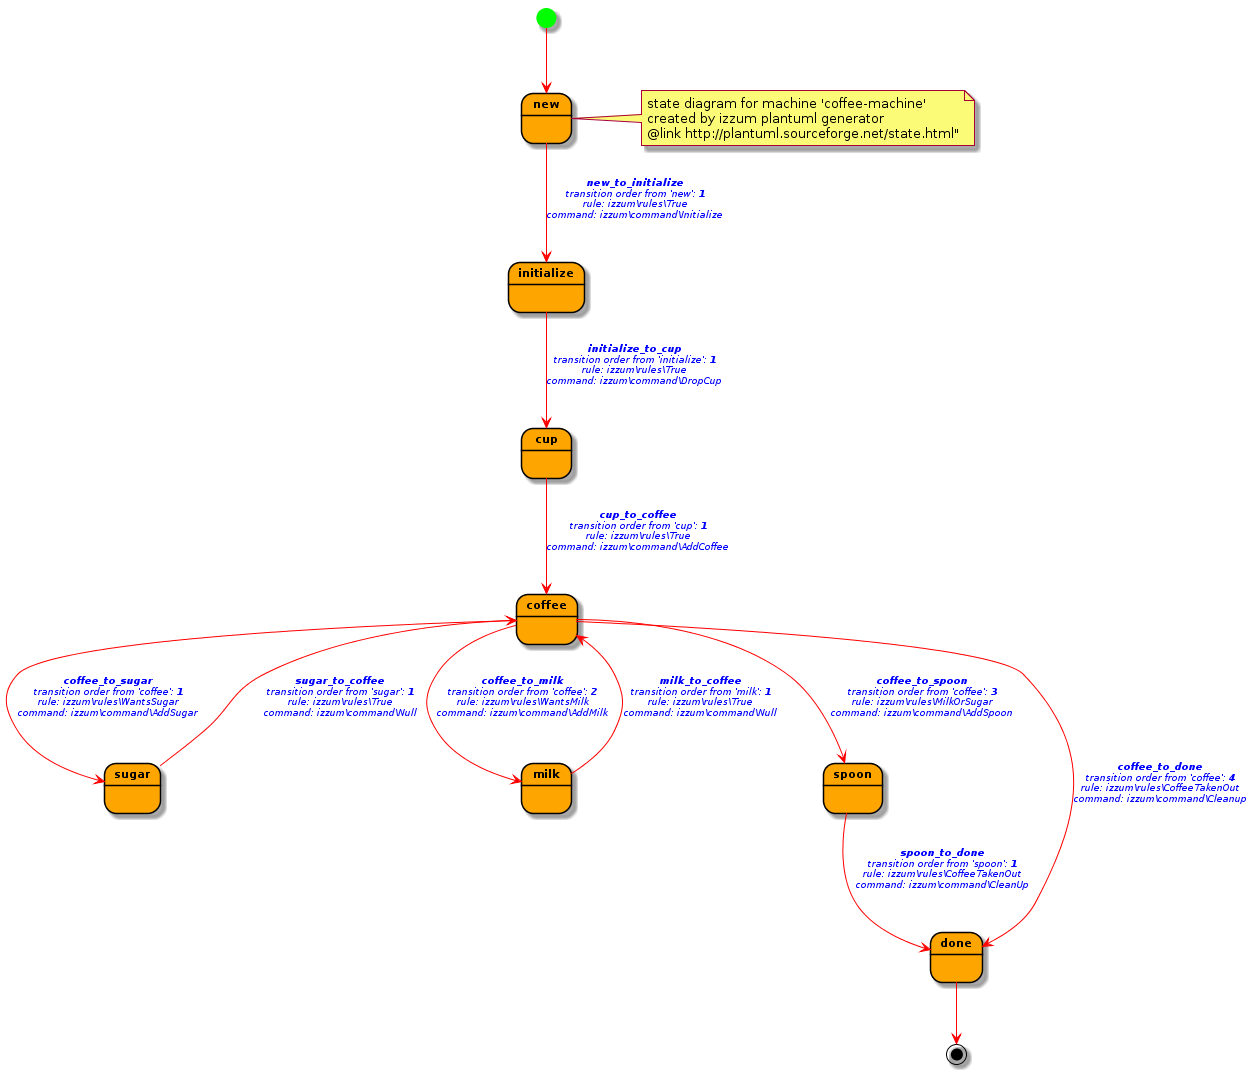 new
state diagram for machine 'coffee-machine'
created by izzum plantuml generator
@link http://plantuml.sourceforge.net/state.html"
new_to_initialize
transition order from 'new': 1
rule: izzum\rules\True
command: izzum\command\Initialize
initialize
initialize_to_cup
transition order from 'initialize': 1
rule: izzum\rules\True
command: izzum\command\DropCup
cup
cup_to_coffee
transition order from 'cup': 1
rule: izzum\rules\True
command: izzum\command\AddCoffee
coffee
coffee_to_sugar
transition order from 'coffee': 1
rule: izzum\rules\WantsSugar
command: izzum\command\AddSugar
sugar_to_coffee
transition order from 'sugar': 1
rule: izzum\rules\True
command: izzum\command\Null
coffee_to_milk
transition order from 'coffee': 2
rule: izzum\rules\WantsMilk
command: izzum\command\AddMilk
milk_to_coffee
transition order from 'milk': 1
rule: izzum\rules\True
command: izzum\command\Null
coffee_to_spoon
transition order from 'coffee': 3
rule: izzum\rules\MilkOrSugar
command: izzum\command\AddSpoon
sugar
milk
spoon
coffee_to_done
transition order from 'coffee': 4
rule: izzum\rules\CoffeeTakenOut
command: izzum\command\Cleanup
spoon_to_done
transition order from 'spoon': 1
rule: izzum\rules\CoffeeTakenOut
command: izzum\command\CleanUp
done